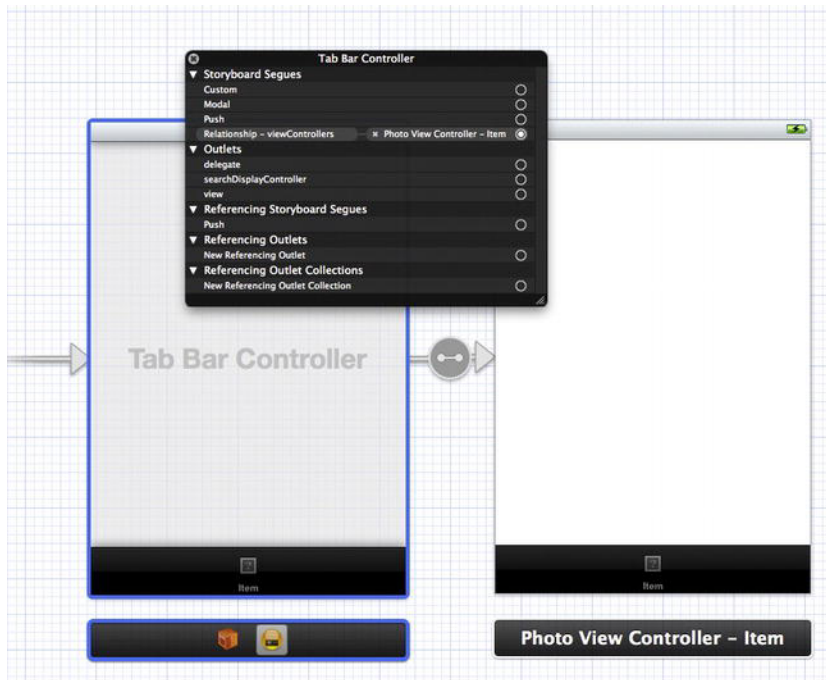 Tab Bar Controller
Storyboard Segues
Custom
Modal
Push
Relationship - viewControllers
Photo View Controller - Item
Outlets
delegate
searchDisplayController
view
Referencing Storyboard Segues
Push
Referencing Outlets
New Referencing Outlet
Referencing Outlet Collections
New Referencing Outlet Collection
Tab Bar Controller
?
Item
?
Item
Photo View Controller - Item